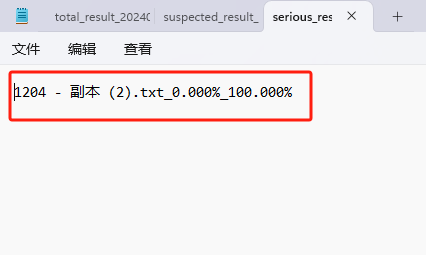 total_result_2024
suspected_result_
serious_res
文件
编辑
查看
1204 - 副本 (2).txt_0.000%_100.000%